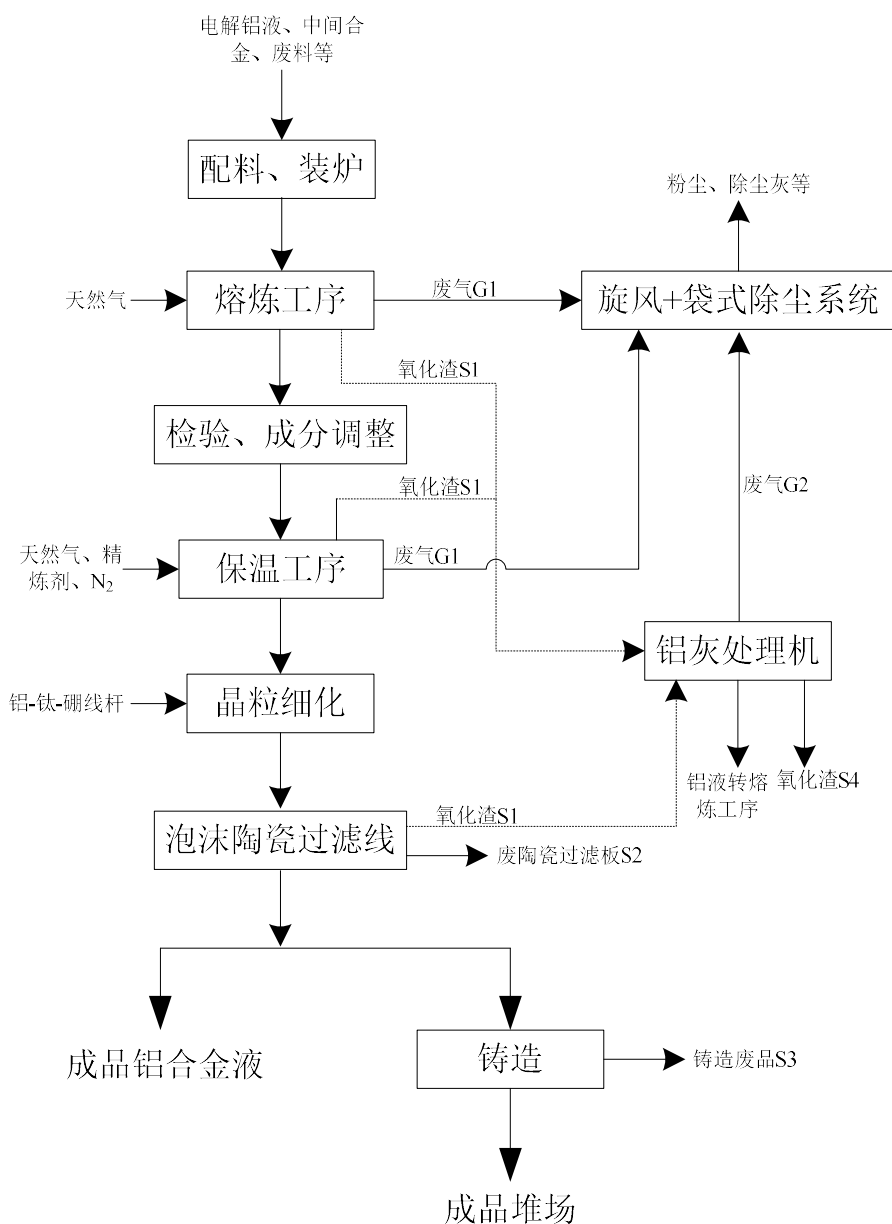 电解铝液、中间合
金、废料等
配料、装炉
粉尘、除尘灰等
天然气
熔炼工序
废气G1
旋风+袋式除尘系统
氧化渣S1
检验、成分调整
氧化渣S1
废气G2
天然气、精
炼剂、N₂
保温工序
废气G1
铝灰处理机
铝-钛-硼线杆
晶粒细化
铝液转熔
炼工序
氧化渣S4
氧化渣S1
泡沫陶瓷过滤线
废陶瓷过滤板S2
成品铝合金液
铸造
铸造废品S3
成品堆场